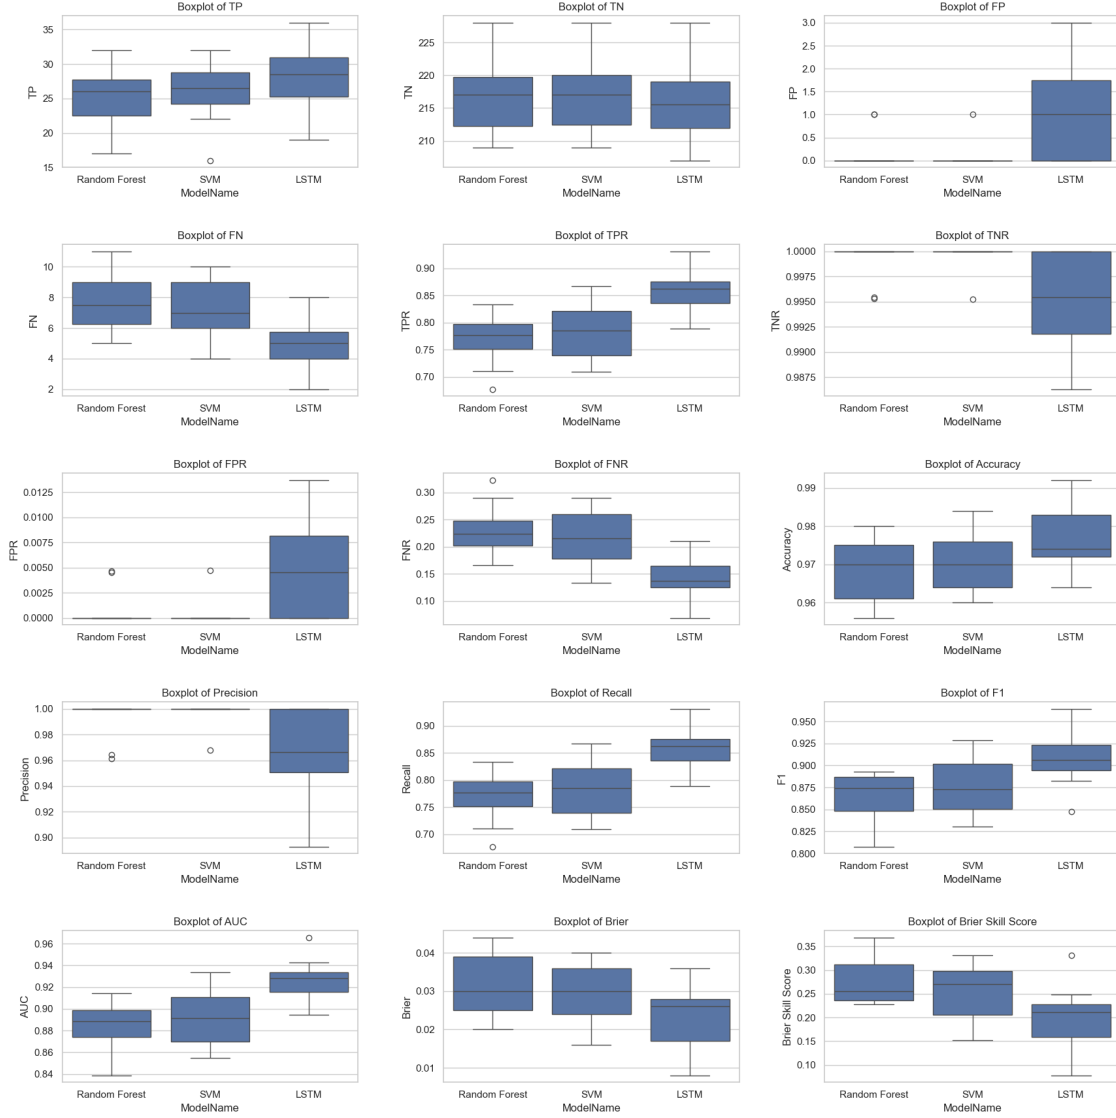 Boxplot of TP
35
30
25
20
15
TP
Random Forest SVM LSTM
ModelName
Boxplot of TN
225
220
215
210
TN
Random Forest SVM LSTM
ModelName
Boxplot of FP
3.0
2.5
2.0
1.5
1.0
0.5
0.0
FP
Random Forest SVM LSTM
ModelName
Boxplot of FN
10
8
6
4
2
FN
Random Forest SVM LSTM
ModelName
Boxplot of TPR
0.90
0.85
0.80
0.75
0.70
TPR
Random Forest SVM LSTM
ModelName
Boxplot of TNR
1.0000
0.9975
0.9950
0.9925
0.9900
0.9875
TNR
Random Forest SVM LSTM
ModelName
Boxplot of FPR
0.0125
0.0100
0.0075
0.0050
0.0025
0.0000
FPR
Random Forest SVM LSTM
ModelName
Boxplot of FNR
0.30
0.25
0.20
0.15
0.10
FNR
Random Forest SVM LSTM
ModelName
Boxplot of Accuracy
0.99
0.98
0.97
0.96
Accuracy
Random Forest SVM LSTM
ModelName
Boxplot of Precision
1.00
0.98
0.96
0.94
0.92
0.90
Precision
Random Forest SVM LSTM
ModelName
Boxplot of Recall
0.90
0.85
0.80
0.75
0.70
Recall
Random Forest SVM LSTM
ModelName
Boxplot of F1
0.950
0.925
0.900
0.875
0.850
0.825
0.800
F1
Random Forest SVM LSTM
ModelName
Boxplot of AUC
0.96
0.94
0.92
0.90
0.88
0.86
0.84
AUC
Random Forest SVM LSTM
ModelName
Boxplot of Brier
0.04
0.03
0.02
0.01
Brier
Random Forest SVM LSTM
ModelName
Boxplot of Brier Skill Score
0.35
0.30
0.25
0.20
0.15
0.10
Brier Skill Score
Random Forest SVM LSTM
ModelName